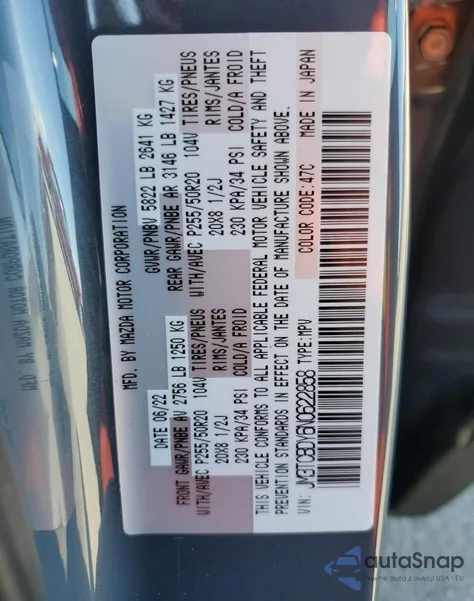 MFD. BY MAZDA MOTOR CORPORATION
DATE 06/22
GVWR/PNBV 5822 LB 2641 KG
FRONT GAWR/PNBE AV 2756 LB 1250 KG
REAR GAWR/PNBE AR 3146 LB 1427 KG
WITH/AVEC P255/50R20 104V TIRES/PNEUS
WITH/AVEC P255/50R20 104V TIRES/PNEUS
20X8 1/2J RIMS/JANTES
20X8 1/2J RIMS/JANTES
230 KPA/34 PSI COLD/A FROID
230 KPA/34 PSI COLD/A FROID
THIS VEHICLE CONFORMS TO ALL APPLICABLE FEDERAL MOTOR VEHICLE SAFETY AND THEFT
PREVENTION STANDARDS IN EFFECT ON THE DATE OF MANUFACTURE SHOWN ABOVE.
VIN: JM3TCBDY6N0622858 TYPE:MPV
COLOR CODE:47C MADE IN JAPAN
autoSnap